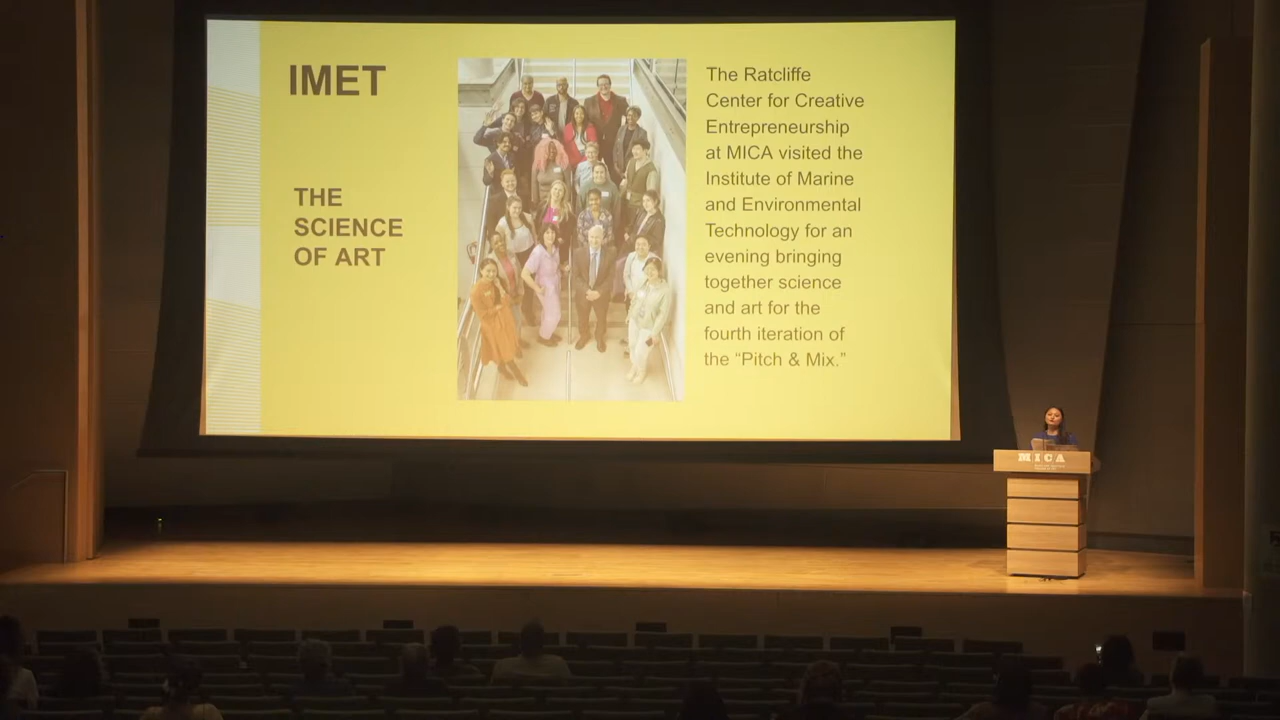 IMET
THE
SCIENCE
OF ART
The Ratcliffe
Center for Creative
Entrepreneurship
at MICA visited the
Institute of Marine
and Environmental
Technology for an
evening bringing
together science
and art for the
fourth iteration of
the “Pitch & Mix.”
MICA